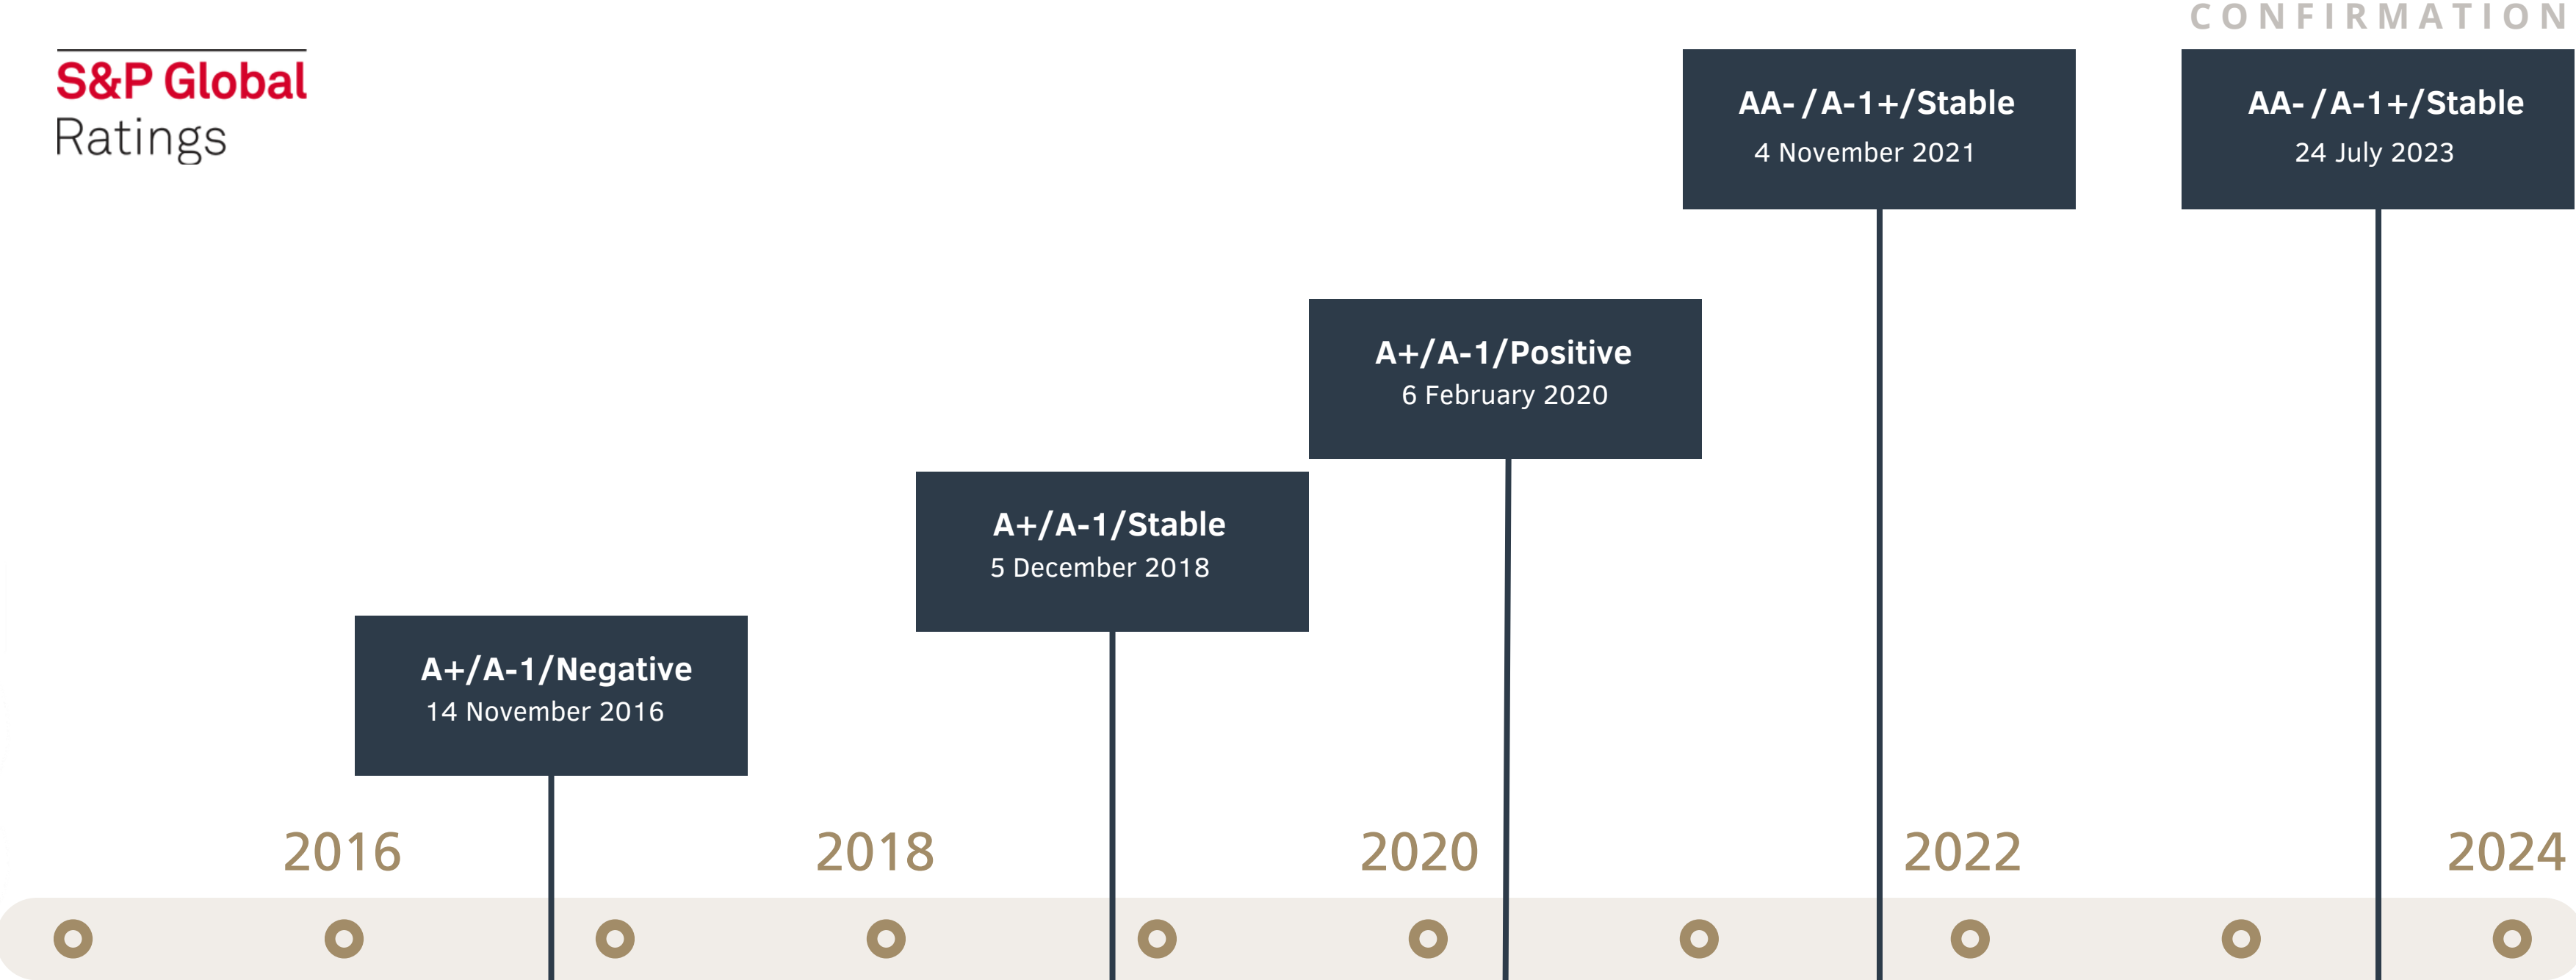 CONFIRMATION
S&P Global
Ratings
AA- / A-1+/Stable
4 November 2021
AA- / A-1+/Stable
24 July 2023
A+/A-1/Positive
6 February 2020
A+/A-1/Stable
5 December 2018
A+/A-1/Negative
14 November 2016
2016
2018
2020
2022
2024